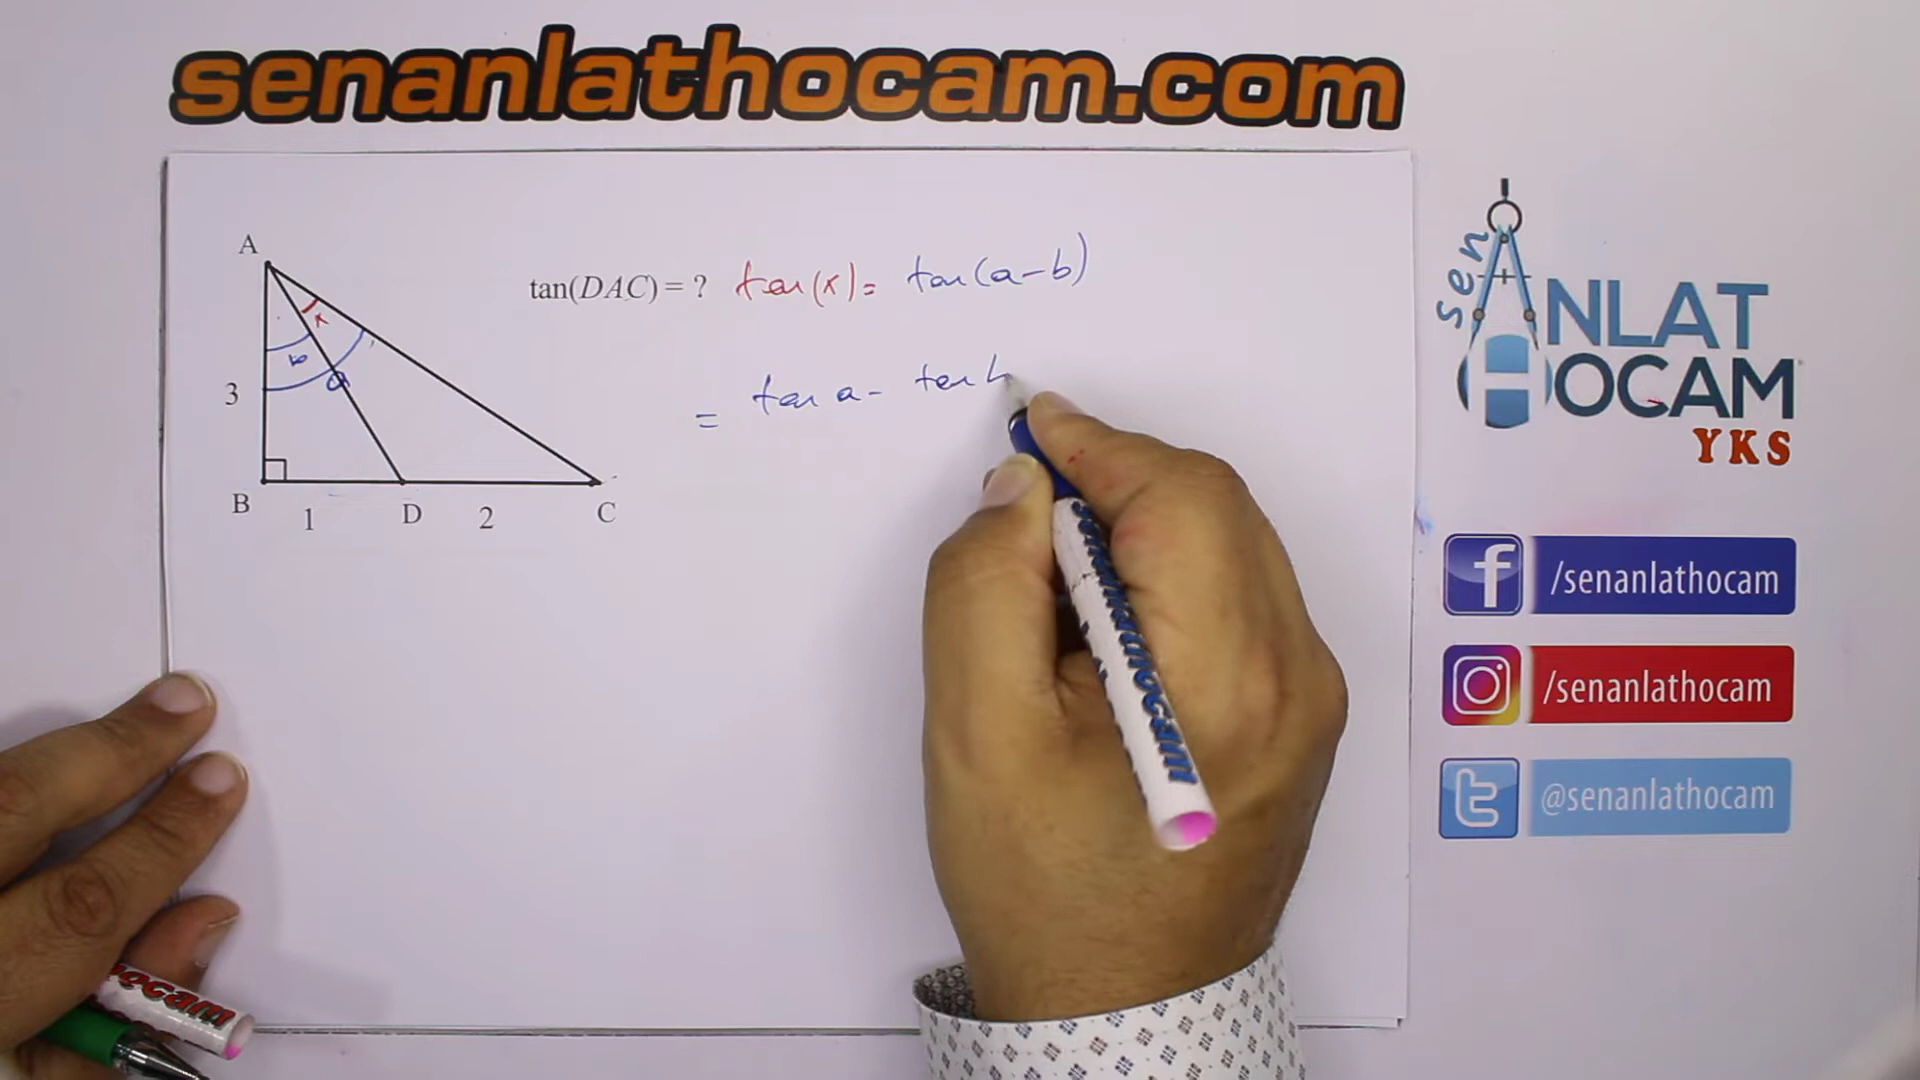 senanlathocam.com
A
tan(DAC) = ? tan(x) = tan(a-b)
x
b
a
3
= tan a - tan b
B 1 D 2 C
sen
ANLAT
HOCAM
YKS
f /senanlathocam
/senanlathocam
t @senanlathocam
senanlathocam
hocam